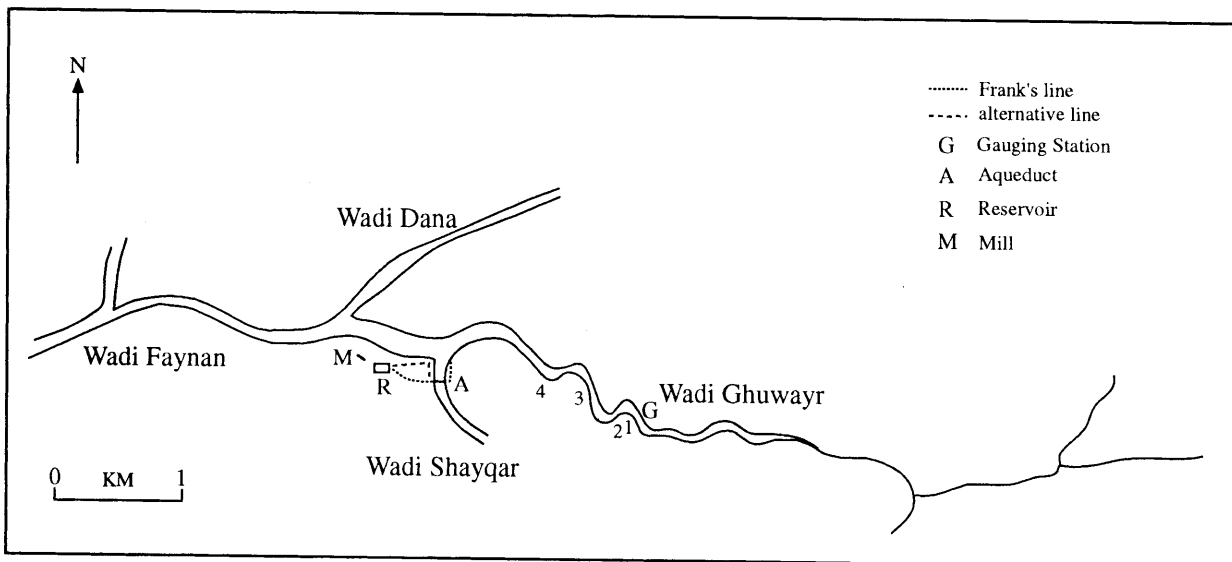 N
Frank's line
alternative line
G Gauging Station
A Aqueduct
R Reservoir
M Mill
Wadi Dana
Wadi Faynan
M
R
A
4
3
G
Wadi Ghuwayr
2 1
Wadi Shayqar
0 KM 1